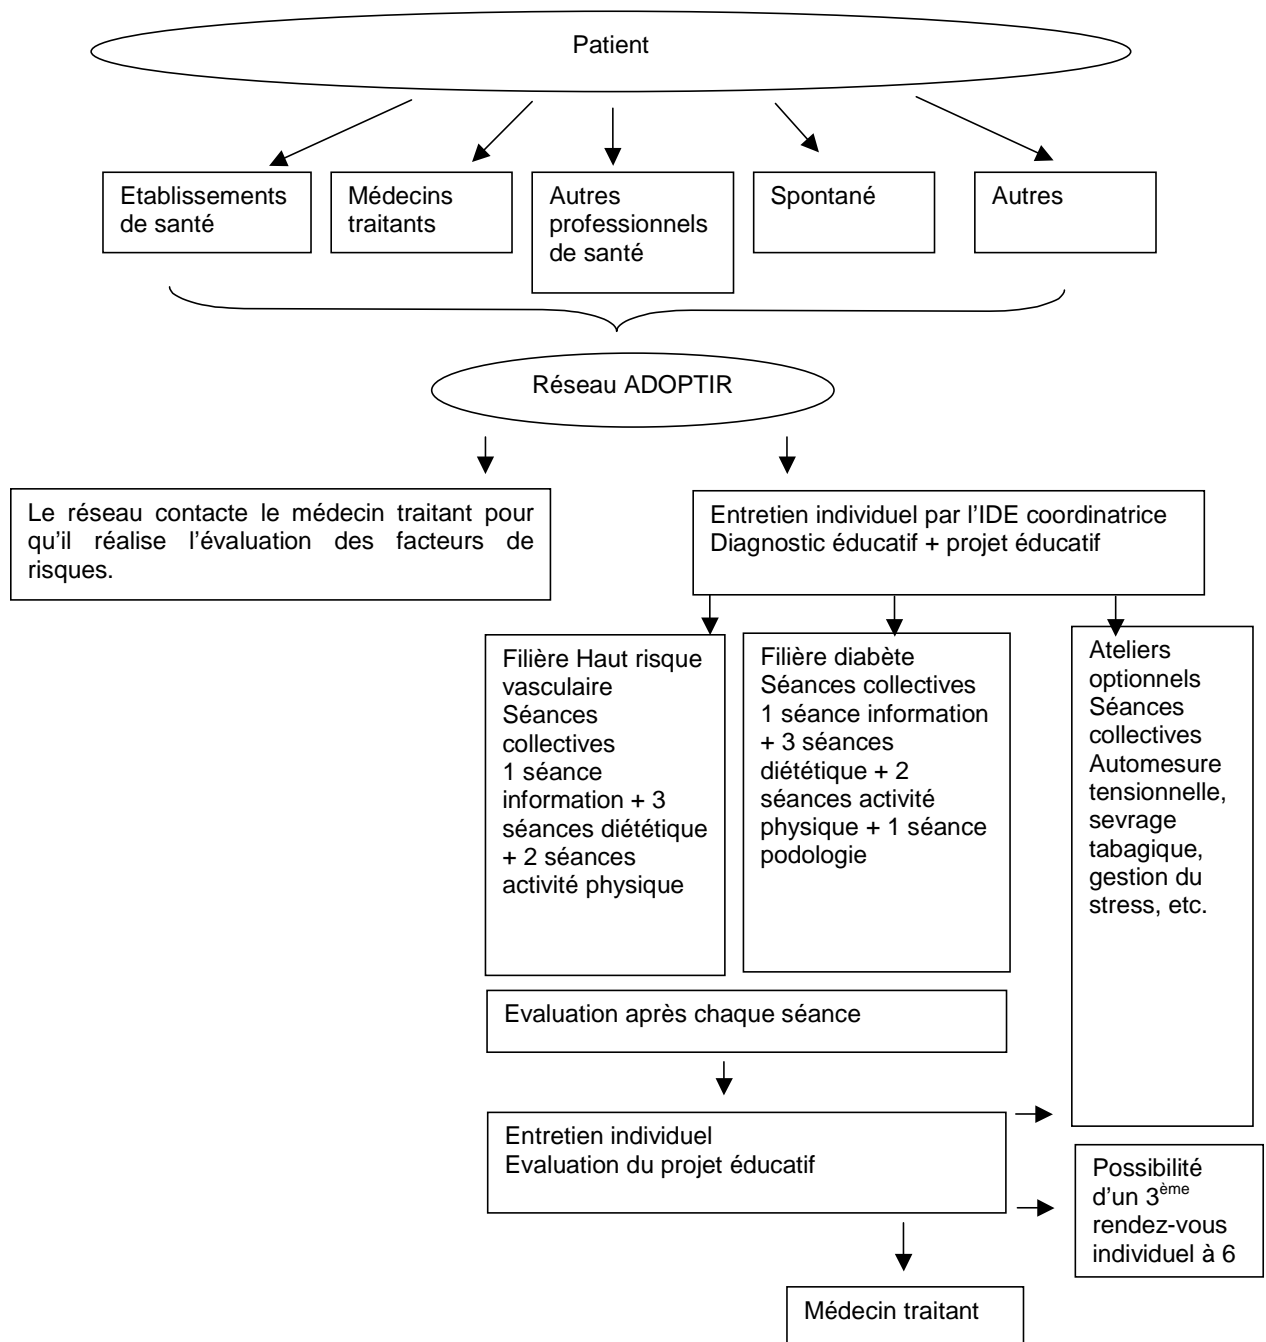 Patient
Etablissements
de santé
Médecins
traitants
Autres
professionnels
de santé
Spontané
Autres
Réseau ADOPTIR
Le réseau contacte le médecin traitant pour
qu'il réalise l'évaluation des facteurs de
risques.
Entretien individuel par l'IDE coordinatrice
Diagnostic éducatif + projet éducatif
Filière Haut risque
vasculaire
Séances
collectives
1 séance
information + 3
séances diététique
+ 2 séances
activité physique
Filière diabète
Séances collectives
1 séance information
+ 3 séances
diététique + 2
séances activité
physique + 1 séance
podologie
Ateliers
optionnels
Séances
collectives
Automesure
tensionnelle,
sevrage
tabagique,
gestion du
stress, etc.
Evaluation après chaque séance
Entretien individuel
Evaluation du projet éducatif
Possibilité
d'un 3ème
rendez-vous
individuel à 6
Médecin traitant